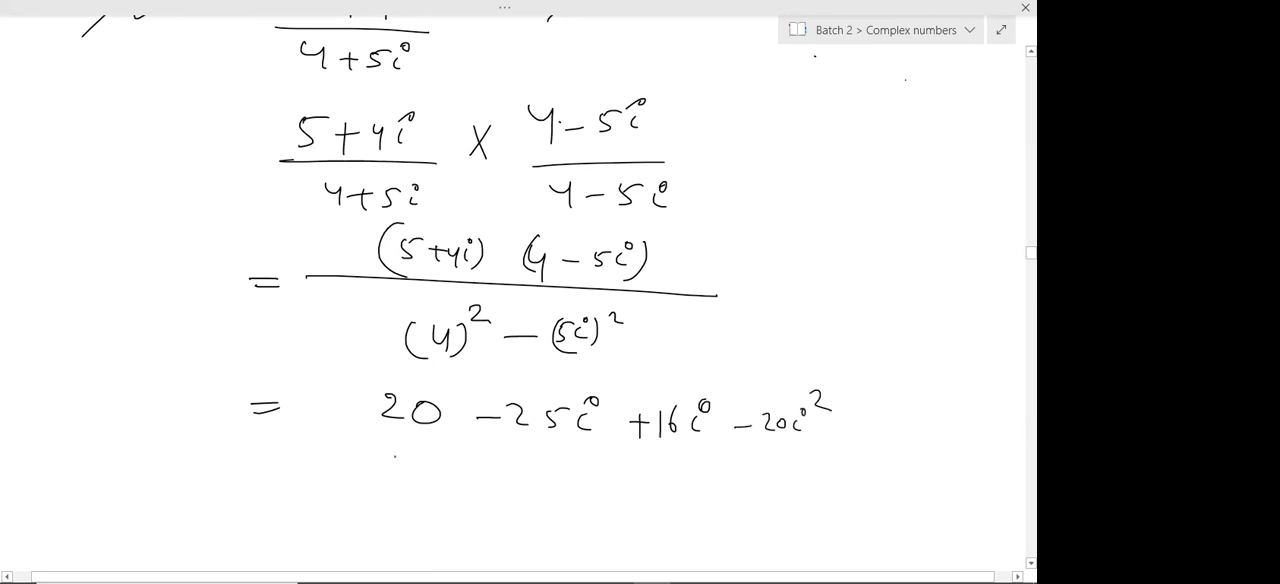 Batch 2 > Complex numbers
4+5i
5+4i × 4-5i
4+5i 4-5i
= (5+4i) (4-5i)
(4)² - (5i)²
= 20 -25i +16i -20i²